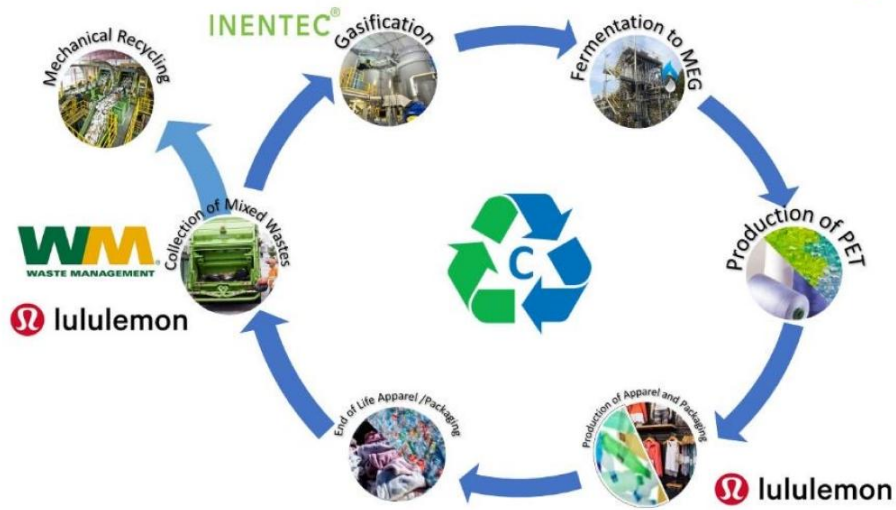 INENTEC®
Mechanical Recycling
Gasification
Fermentation to MEG
Collection of Mixed Wastes
WM
WASTE MANAGEMENT®
lululemon
C
Production of PET
End of Life Apparel /Packaging
Production of Apparel and Packaging
lululemon